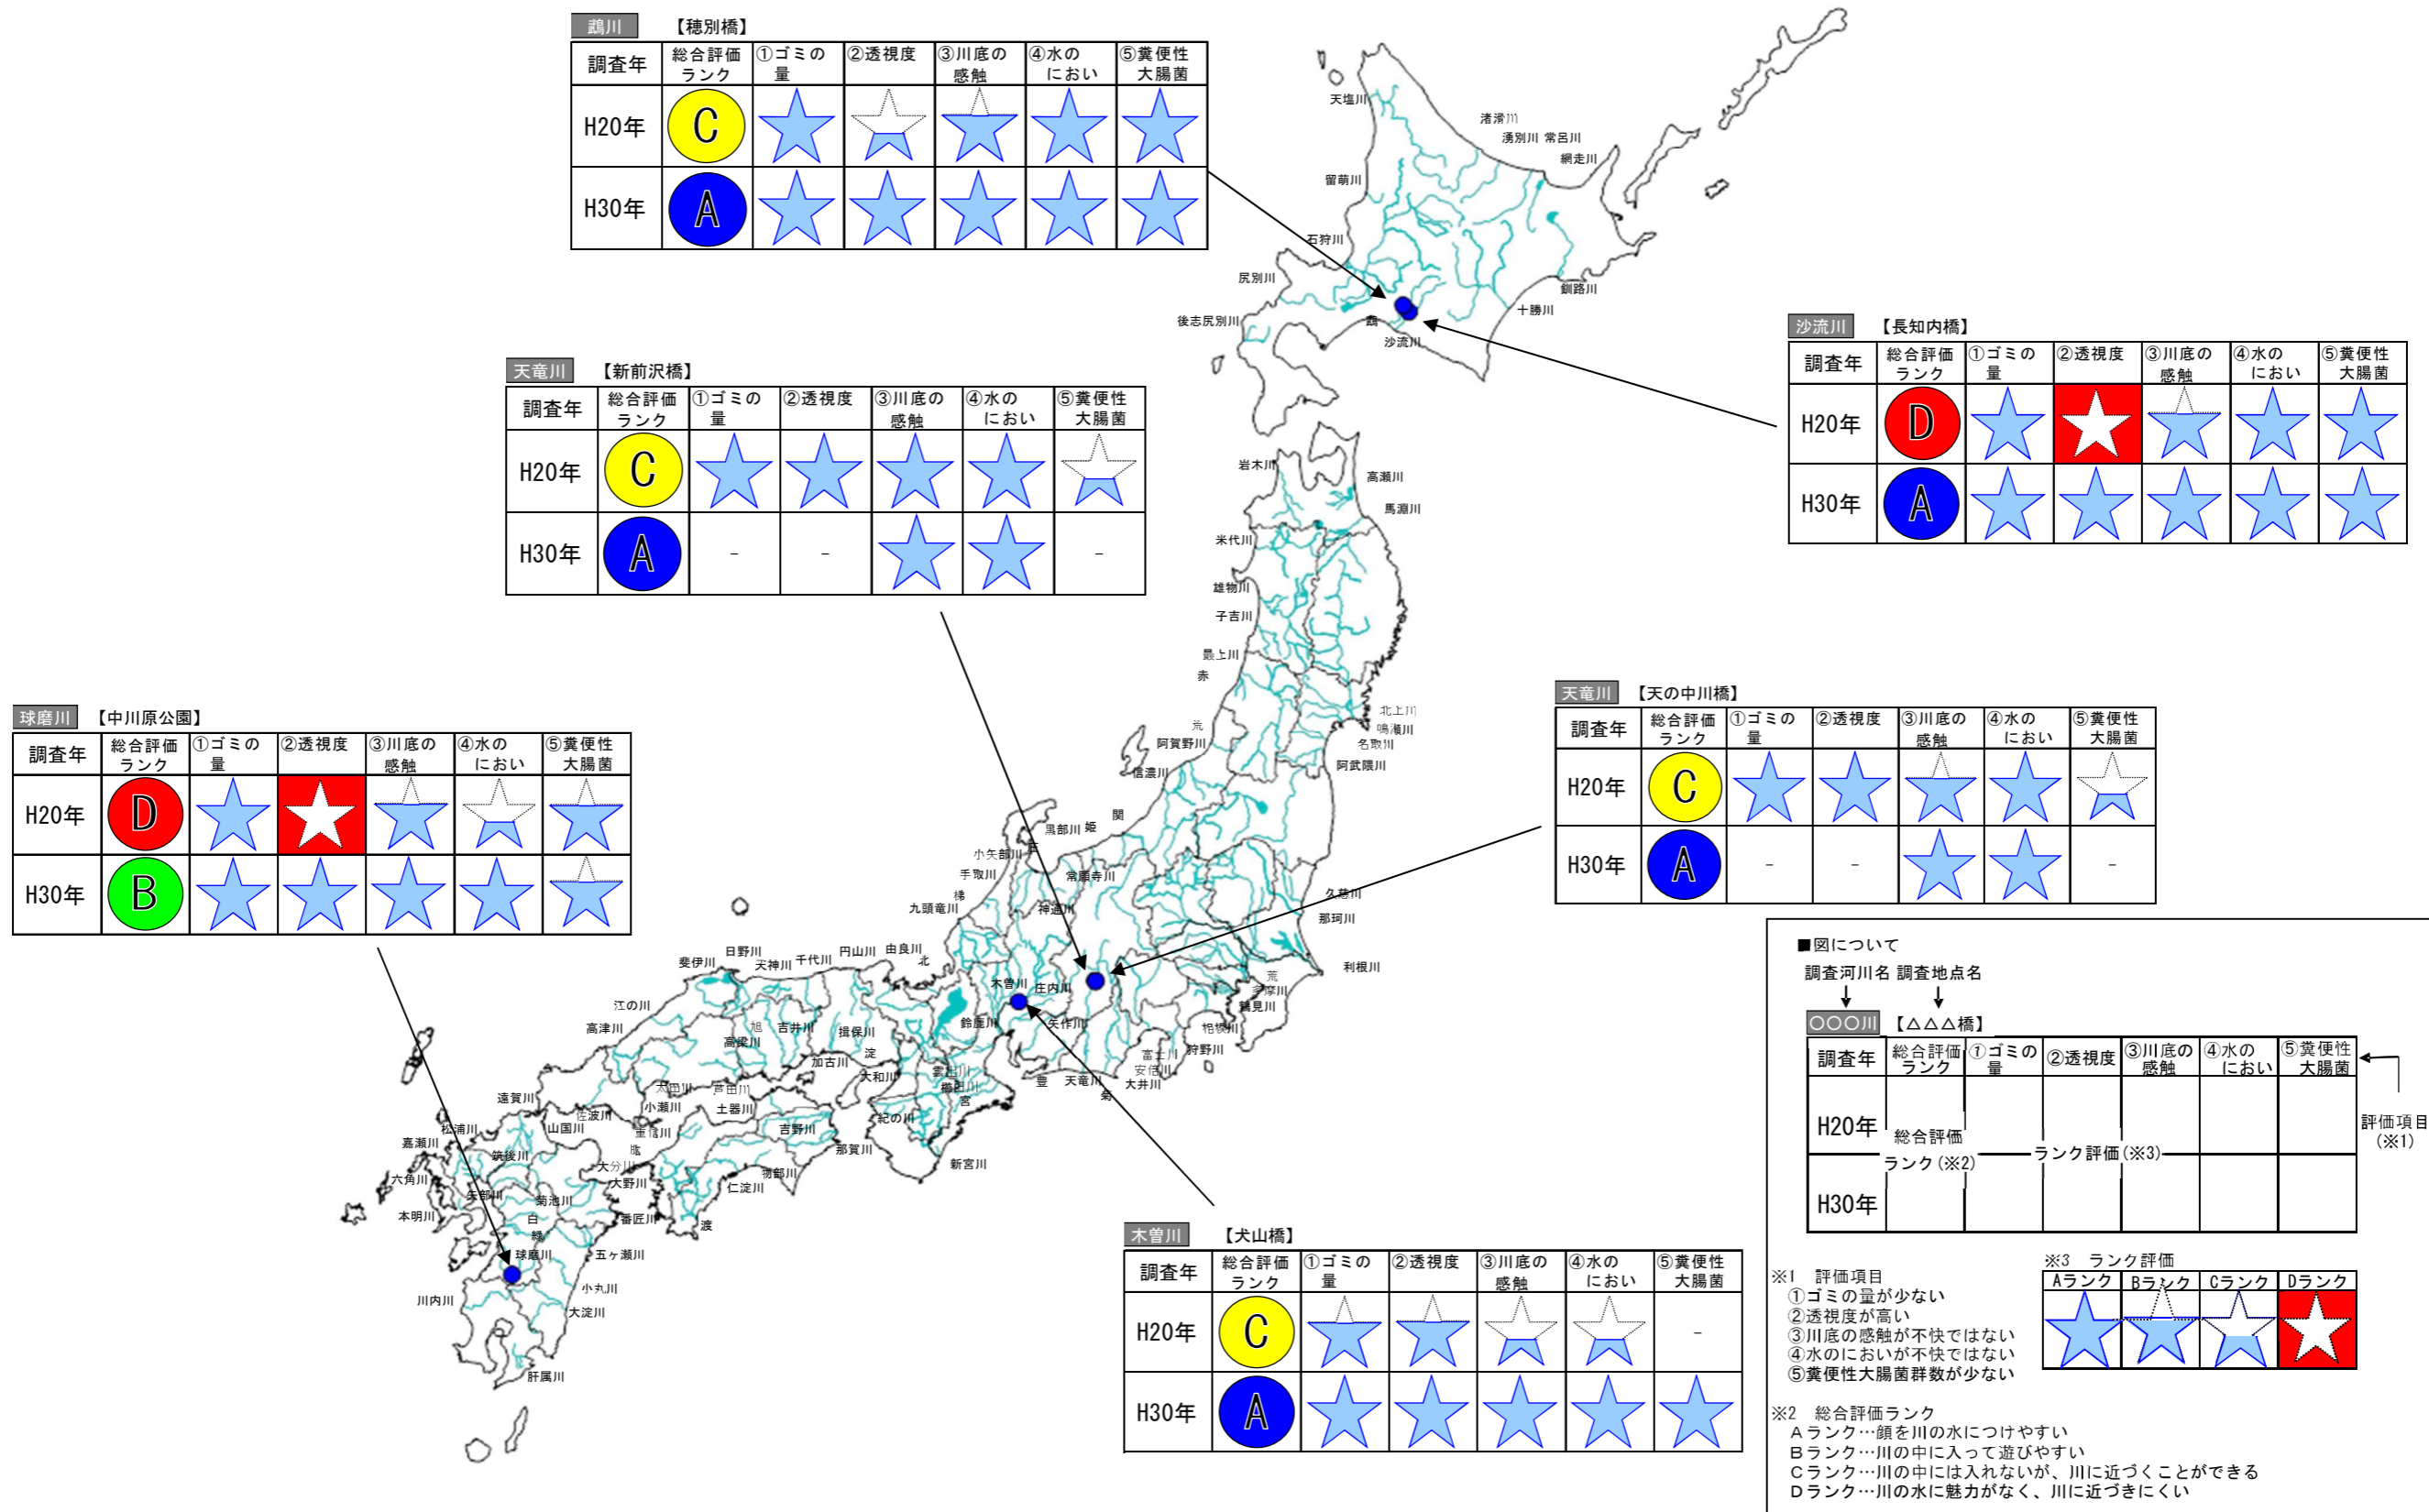 鵡川 【穂別橋】
調査年 総合評価ランク ①ゴミの量 ②透視度 ③川底の感触 ④水のにおい ⑤糞便性大腸菌
H20年 C
H30年 A
沙流川 【長知内橋】
調査年 総合評価ランク ①ゴミの量 ②透視度 ③川底の感触 ④水のにおい ⑤糞便性大腸菌
H20年 D
H30年 A
天竜川 【新前沢橋】
調査年 総合評価ランク ①ゴミの量 ②透視度 ③川底の感触 ④水のにおい ⑤糞便性大腸菌
H20年 C
H30年 A - - -
球磨川 【中川原公園】
調査年 総合評価ランク ①ゴミの量 ②透視度 ③川底の感触 ④水のにおい ⑤糞便性大腸菌
H20年 D
H30年 B
天竜川 【天の中川橋】
調査年 総合評価ランク ①ゴミの量 ②透視度 ③川底の感触 ④水のにおい ⑤糞便性大腸菌
H20年 C
H30年 A - - -
木曽川 【犬山橋】
調査年 総合評価ランク ①ゴミの量 ②透視度 ③川底の感触 ④水のにおい ⑤糞便性大腸菌
H20年 C -
H30年 A
天塩川
渚滑川
湧別川 常呂川
網走川
留萌川
石狩川
尻別川
釧路川
十勝川
後志尻別川
鵡
沙流川
岩木川
高瀬川
馬淵川
米代川
雄物川
子吉川
最上川
赤
北上川
鳴瀬川
名取川
荒
阿賀野川
阿武隈川
信濃川
関
姫
黒部川
小矢部川
手取川
常願寺川
梯
九頭竜川
神通川
久慈川
那珂川
利根川
荒
多摩川
鶴見川
相模川
狩野川
富士川
安倍川
大井川
菊
天竜川
豊
矢作川
庄内川
木曽川
鈴鹿川
雲出川
櫛田川
宮
由良川
北
円山川
千代川
天神川
日野川
斐伊川
江の川
高津川
旭
吉井川
揖保川
高梁川
加古川
淀
大和川
紀の川
新宮川
太田川
芦田川
小瀬川
佐波川
土器川
重信川
吉野川
那賀川
物部川
仁淀川
渡
肱
遠賀川
松浦川
山国川
嘉瀬川
筑後川
大分川
大野川
六角川
矢部川
菊池川
本明川
白
緑
番匠川
五ヶ瀬川
球磨川
小丸川
大淀川
川内川
肝属川
■図について
調査河川名 調査地点名
○○○川 【△△△橋】
調査年 総合評価ランク ①ゴミの量 ②透視度 ③川底の感触 ④水のにおい ⑤糞便性大腸菌
H20年
H30年
総合評価
ランク(※2)
ランク評価(※3)
評価項目
(※1)
※1 評価項目
①ゴミの量が少ない
②透視度が高い
③川底の感触が不快ではない
④水のにおいが不快ではない
⑤糞便性大腸菌群数が少ない
※3 ランク評価
Aランク Bランク Cランク Dランク
※2 総合評価ランク
Aランク…顔を川の水につけやすい
Bランク…川の中に入って遊びやすい
Cランク…川の中には入れないが、川に近づくことができる
Dランク…川の水に魅力がなく、川に近づきにくい